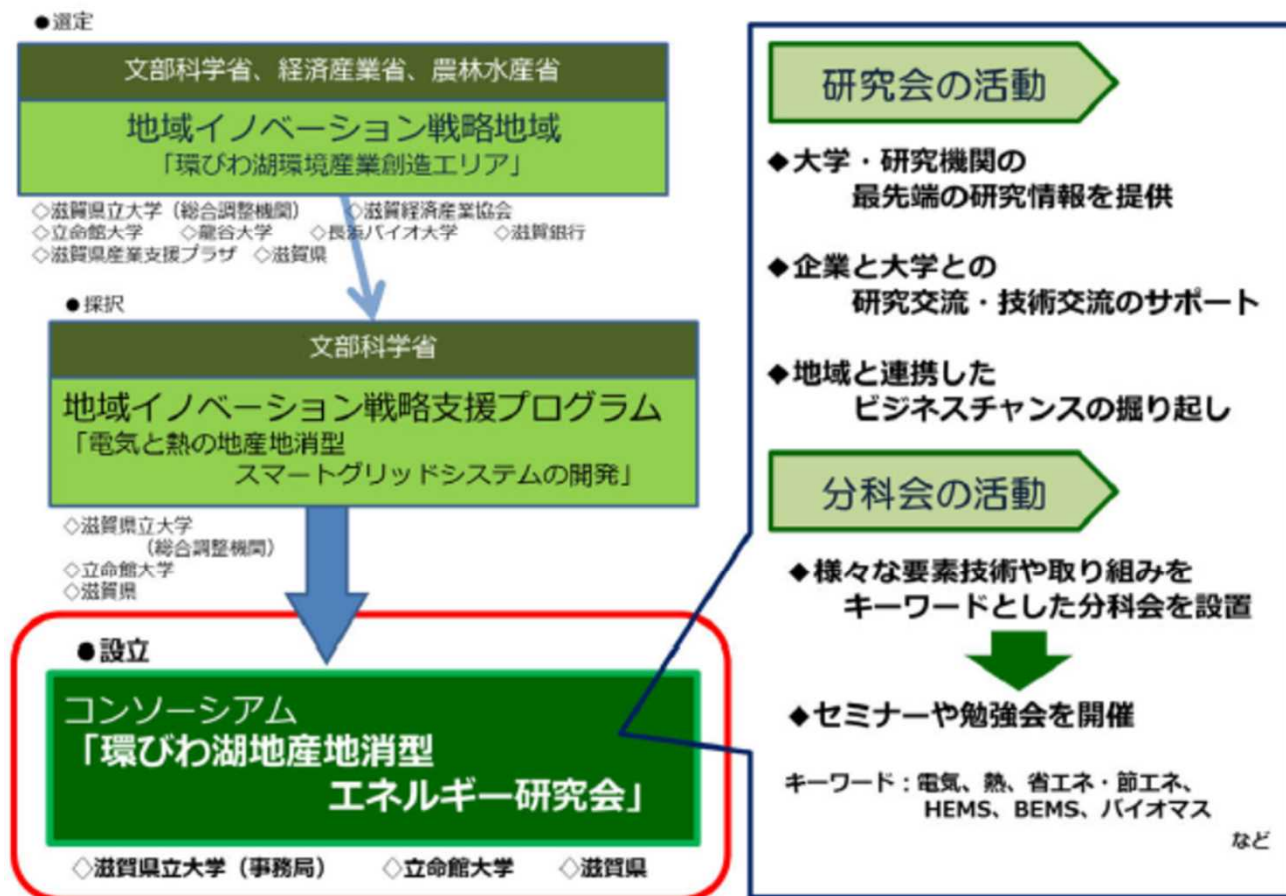 ●選定
文部科学省、経済産業省、農林水産省
地域イノベーション戦略地域
「環びわ湖環境産業創造エリア」
◇滋賀県立大学（総合調整機関） ◇滋賀経済産業協会
◇立命館大学 ◇龍谷大学 ◇長浜バイオ大学 ◇滋賀銀行
◇滋賀県産業支援プラザ ◇滋賀県
●採択
文部科学省
地域イノベーション戦略支援プログラム
「電気と熱の地産地消型
スマートグリッドシステムの開発」
◇滋賀県立大学
（総合調整機関）
◇立命館大学
◇滋賀県
●設立
コンソーシアム
「環びわ湖地産地消型
エネルギー研究会」
◇滋賀県立大学（事務局） ◇立命館大学 ◇滋賀県
研究会の活動
◆大学・研究機関の
最先端の研究情報を提供
◆企業と大学との
研究交流・技術交流のサポート
◆地域と連携した
ビジネスチャンスの掘り起し
分科会の活動
◆様々な要素技術や取り組みを
キーワードとした分科会を設置
◆セミナーや勉強会を開催
キーワード：電気、熱、省エネ・節エネ、
HEMS、BEMS、バイオマス
など